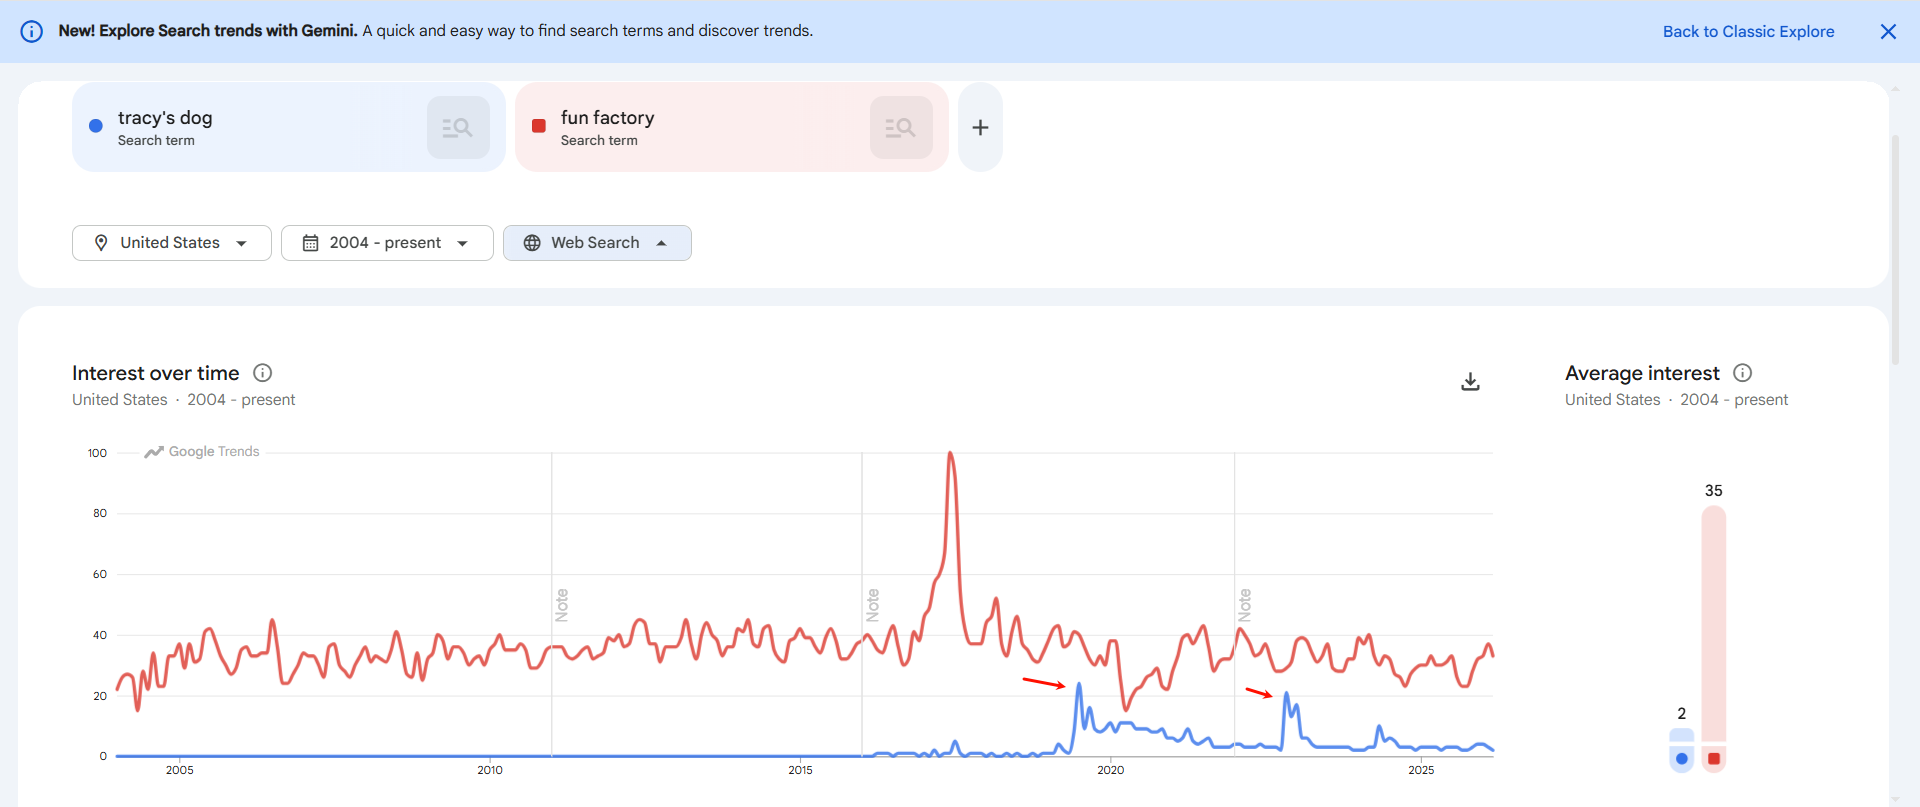 New! Explore Search trends with Gemini. A quick and easy way to find search terms and discover trends.
Back to Classic Explore
tracy's dog
Search term
fun factory
Search term
+
United States
2004 - present
Web Search
Interest over time
United States · 2004 - present
Average interest
United States · 2004 - present
Google Trends
100
80
60
40
20
0
Note
Note
Note
2005
2010
2015
2020
2025
35
2